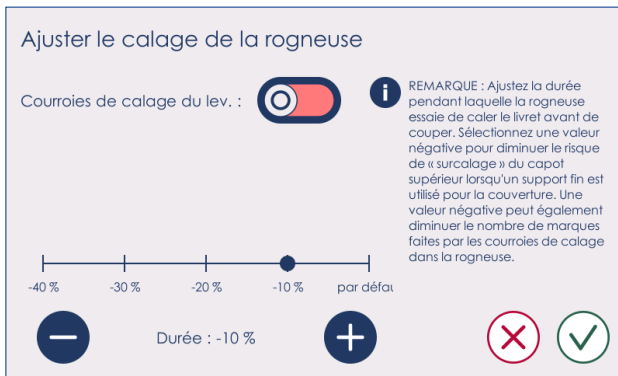 Ajuster le calage de la rogneuse
Courroies de calage du lev. :
REMARQUE : Ajustez la durée
pendant laquelle la rogneuse
essaie de caler le livret avant de
couper. Sélectionnez une valeur
négative pour diminuer le risque
de « surcalage » du capot
supérieur lorsqu'un support fin est
utilisé pour la couverture. Une
valeur négative peut également
diminuer le nombre de marques
faites par les courroies de calage
dans la rogneuse.
-40 % -30 % -20 % -10 % par défau
Durée : -10 %